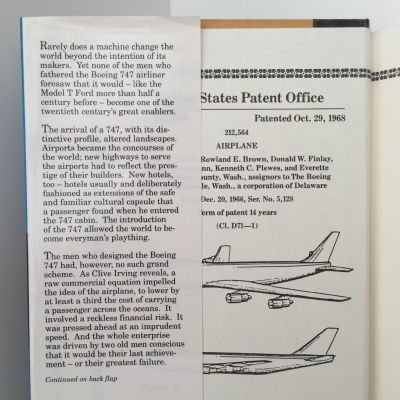 Rarely does a machine change the
world beyond the intention of its
makers. Yet none of the men who
fathered the Boeing 747 airliner
foresaw that it would – like the
Model T Ford more than half a
century before – become one of the
twentieth century's great enablers.
The arrival of a 747, with its dis-
tinctive profile, altered landscapes.
Airports became the concourses of
the world; new highways to serve
the airports had to reflect the pres-
tige of their builders. New hotels,
too – hotels usually and deliberately
fashioned as extensions of the safe
and familiar cultural capsule that
a passenger found when he entered
the 747 cabin. The introduction
of the 747 allowed the world to be-
come everyman's plaything.
The men who designed the Boeing
747 had, however, no such grand
scheme. As Clive Irving reveals, a
raw commercial equation impelled
the idea of the airplane, to lower by
at least a third the cost of carrying
a passenger across the oceans. It
involved a reckless financial risk. It
was pressed ahead at an imprudent
speed. And the whole enterprise
was driven by two old men conscious
that it would be their last achieve-
ment – or their greatest failure.
Continued on back flap
States Patent Office
Patented Oct. 29, 1968
212,564
AIRPLANE
Rowland E. Brown, Donald W. Finlay,
nn, Kenneth C. Plewes, and Everette
ounty, Wash., assignors to The Boeing
le, Wash., a corporation of Delaware
Dec. 20, 1966, Ser. No. 5,128
erm of patent 14 years
(Cl. D71—1)